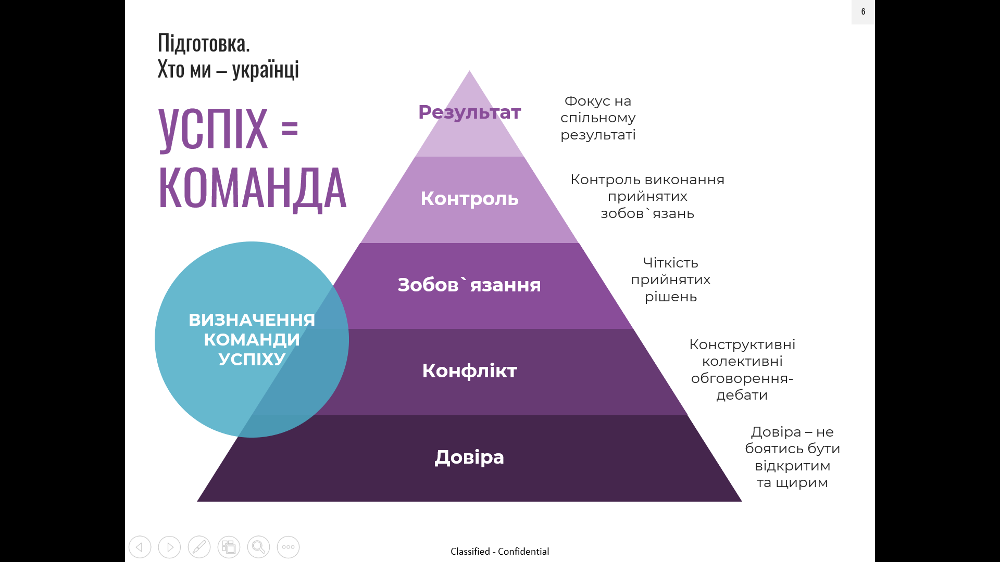 6
Підготовка.
Хто ми – українці
УСПІХ =
КОМАНДА
ВИЗНАЧЕННЯ
КОМАНДИ
УСПІХУ
Результат
Фокус на
спільному
результаті
Контроль
Контроль виконання
прийнятих
зобов`язань
Зобов`язання
Чіткість
прийнятих
рішень
Конфлікт
Конструктивні
колективні
обговорення-
дебати
Довіра
Довіра – не
боятись бути
відкритим
та щирим
Classified - Confidential